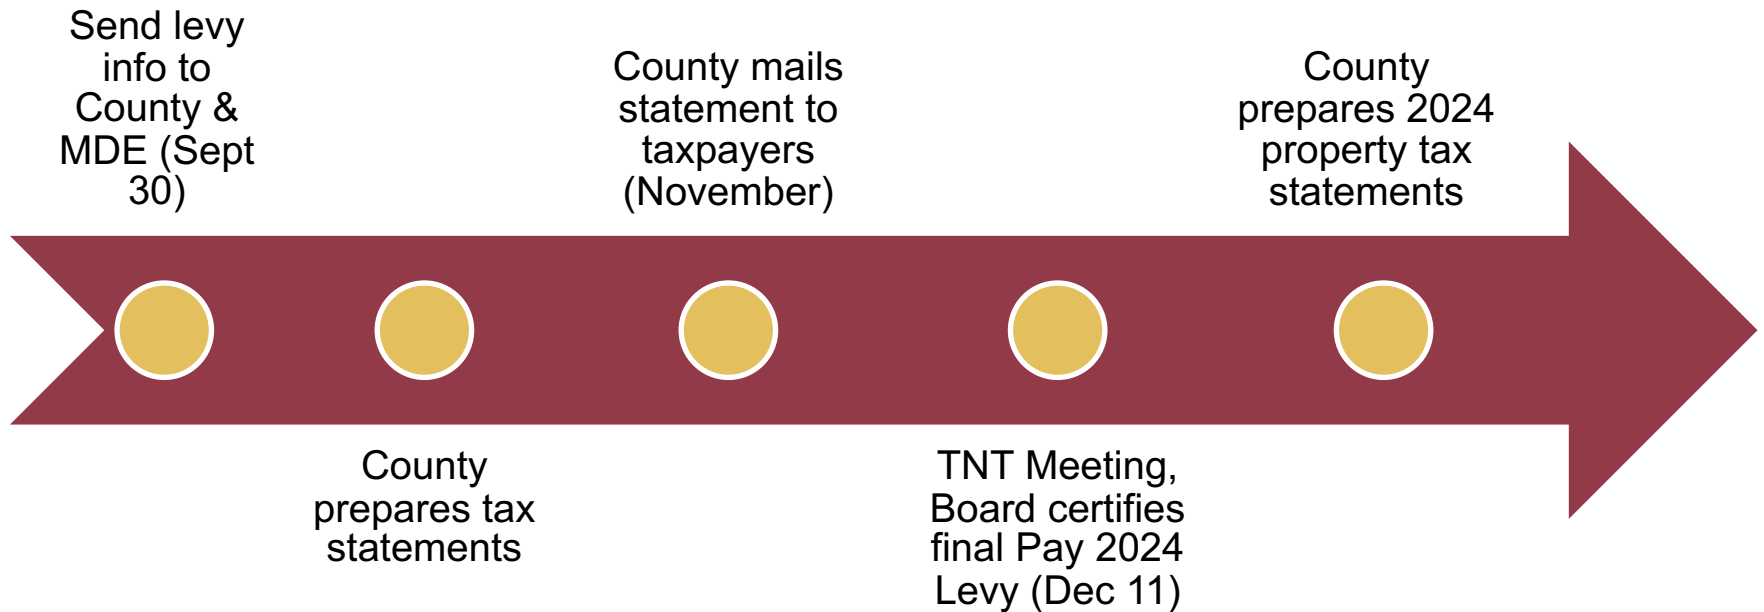 Send levy
info to
County &
MDE (Sept
30)
County
prepares tax
statements
County mails
statement to
taxpayers
(November)
TNT Meeting,
Board certifies
final Pay 2024
Levy (Dec 11)
County
prepares 2024
property tax
statements